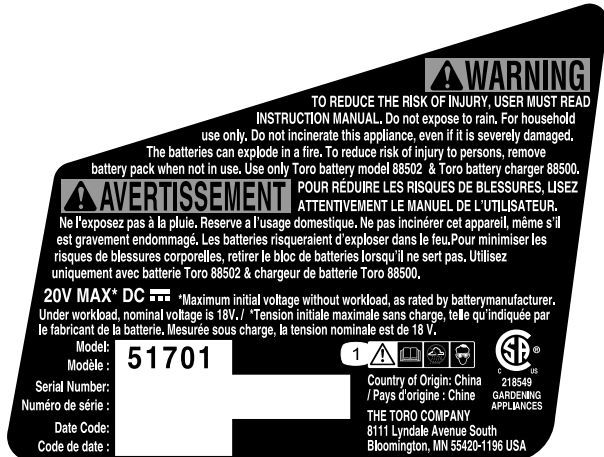 WARNING
TO REDUCE THE RISK OF INJURY, USER MUST READ
INSTRUCTION MANUAL. Do not expose to rain. For household
use only. Do not incinerate this appliance, even if it is severely damaged.
The batteries can explode in a fire. To reduce risk of injury to persons, remove
battery pack when not in use. Use only Toro battery model 88502 & Toro battery charger 88500.
AVERTISSEMENT
POUR RÉDUIRE LES RISQUES DE BLESSURES, LISEZ
ATTENTIVEMENT LE MANUEL DE L'UTILISATEUR.
Ne l'exposez pas à la pluie. Reserve a l'usage domestique. Ne pas incinérer cet appareil, même s'il
est gravement endommagé. Les batteries risqueraient d'exploser dans le feu.Pour minimiser les
risques de blessures corporelles, retirer le bloc de batteries lorsqu'il ne sert pas. Utilisez
uniquement avec batterie Toro 88502 & chargeur de batterie Toro 88500.
20V MAX* DC *Maximum initial voltage without workload, as rated by batterymanufacturer.
Under workload, nominal voltage is 18V. / *Tension initiale maximale sans charge, telle qu'indiquée par
le fabricant de la batterie. Mesurée sous charge, la tension nominale est de 18 V.
Model:
Modèle :
51701
Serial Number:
Numéro de série :
Date Code:
Code de date :
1
Country of Origin: China
/ Pays d'origine : Chine
THE TORO COMPANY
8111 Lyndale Avenue South
Bloomington, MN 55420-1196 USA
SA ®
C US
218549
GARDENING
APPLIANCES